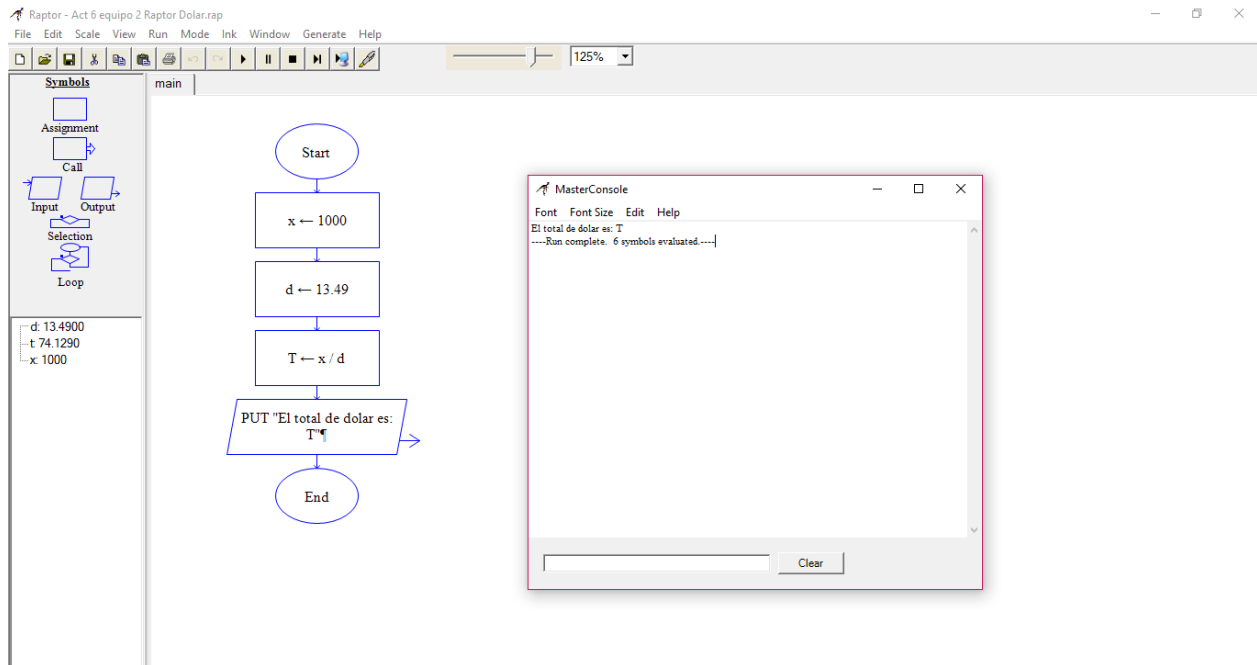 Raptor - Act 6 equipo 2 Raptor Dolar.rap
File Edit Scale View Run Mode Ink Window Generate Help
125%
Symbols
main
Assignment
Call
Input Output
Selection
Loop
d: 13.4900
t: 74.1290
x: 1000
Start
x ← 1000
d ← 13.49
T ← x / d
PUT "El total de dolar es:
T"¶
End
MasterConsole
Font Font Size Edit Help
El total de dolar es: T
----Run complete. 6 symbols evaluated.----
Clear